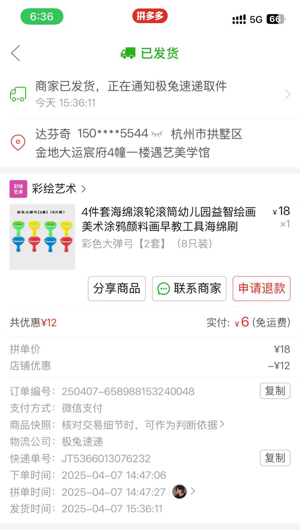 6:36
拼多多
5G
66
已发货
商家已发货，正在通知极兔速递取件
今天 15:36:11
达芬奇 150****5544 杭州市拱墅区
金地大运宸府4幢一楼遇艺美学馆
彩绘艺术
彩绘艺术 >
彩色大弹弓【2套】(8只装)
4件套海绵滚轮滚筒幼儿园益智绘画 ¥18
美术涂鸦颜料画早教工具海绵刷 ×1
彩色大弹弓【2套】（8只装）
分享商品 联系商家 申请退款
共优惠¥12 实付: ¥6 (免运费)
拼单价 ¥18
店铺优惠 -¥12
订单编号: 250407-658988153240048 复制
支付方式: 微信支付
商品快照: 核对交易细节时，可作为判断依据 >
物流公司: 极兔速递
快递单号: JT5366013076232 复制
下单时间: 2025-04-07 14:47:06
拼单时间: 2025-04-07 14:47:27 >
发货时间: 2025-04-07 15:36:11